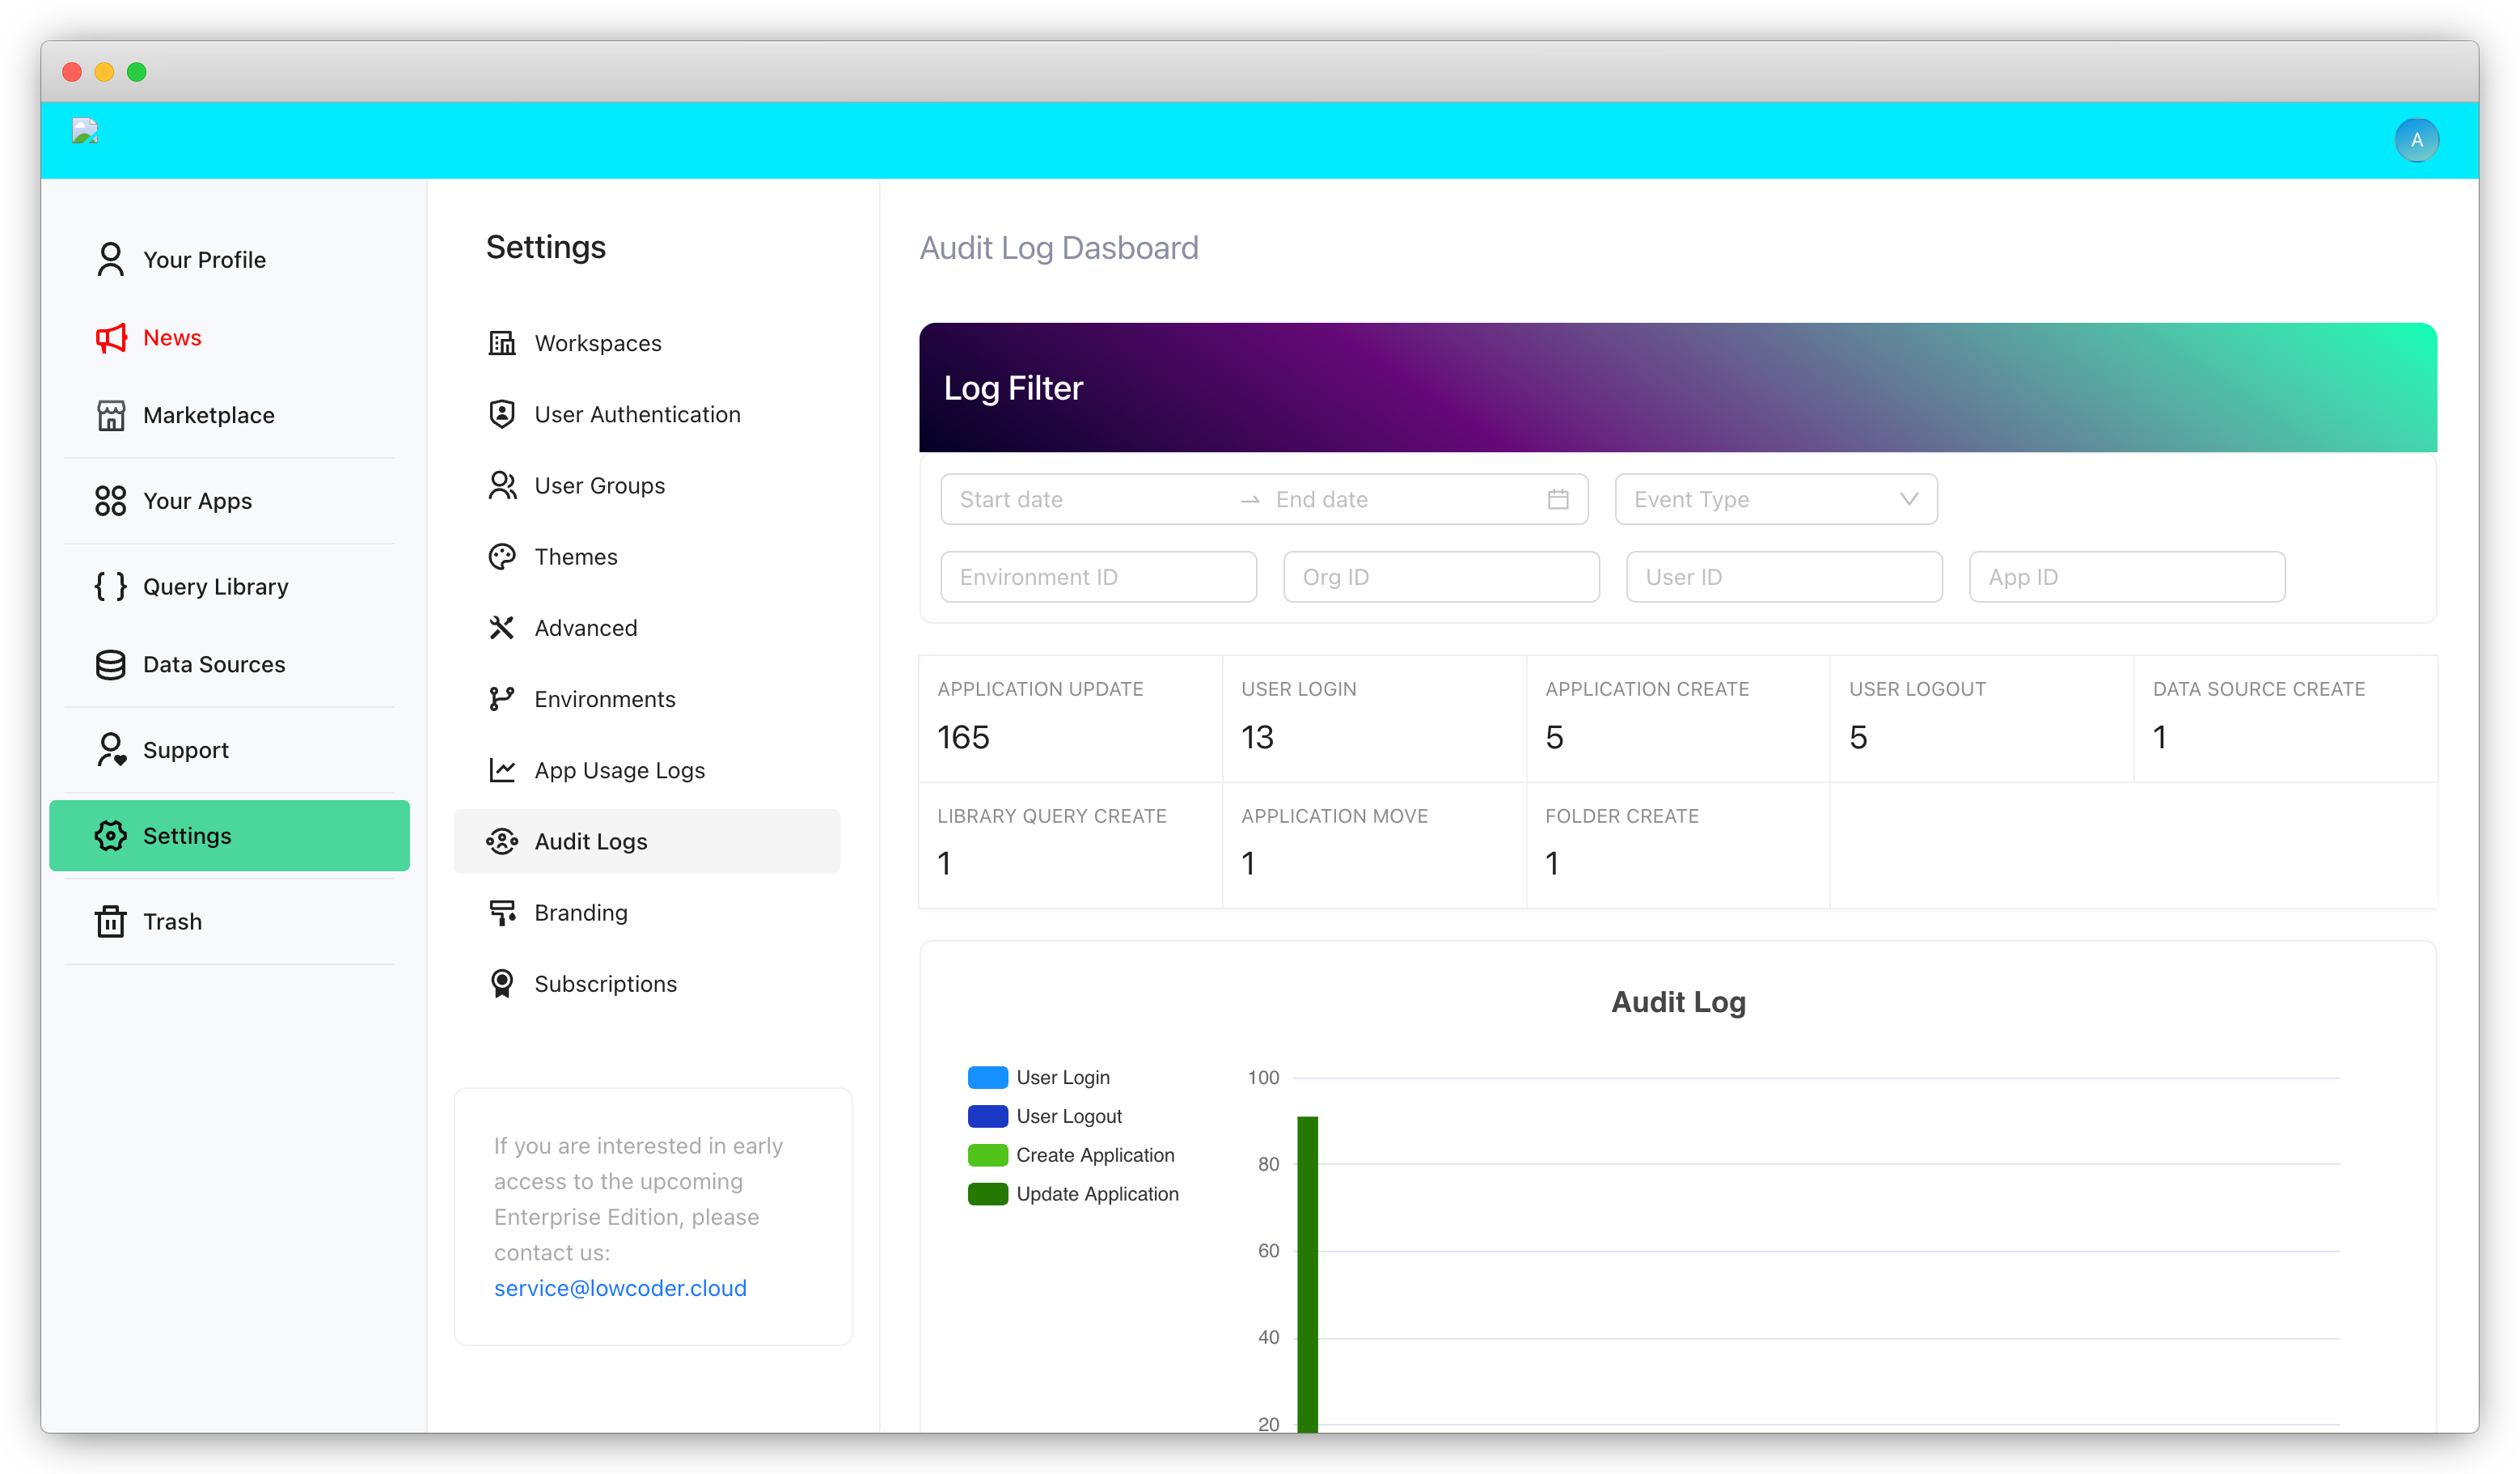 A
Your Profile
News
Marketplace
Your Apps
Query Library
Data Sources
Support
Settings
Trash
Settings
Workspaces
User Authentication
User Groups
Themes
Advanced
Environments
App Usage Logs
Audit Logs
Branding
Subscriptions
If you are interested in early
access to the upcoming
Enterprise Edition, please
contact us:
service@lowcoder.cloud
Audit Log Dasboard
Log Filter
Start date End date Event Type
Environment ID Org ID User ID App ID
APPLICATION UPDATE USER LOGIN APPLICATION CREATE USER LOGOUT DATA SOURCE CREATE
165 13 5 5 1
LIBRARY QUERY CREATE APPLICATION MOVE FOLDER CREATE
1 1 1
Audit Log
User Login
User Logout
Create Application
Update Application
100
80
60
40
20